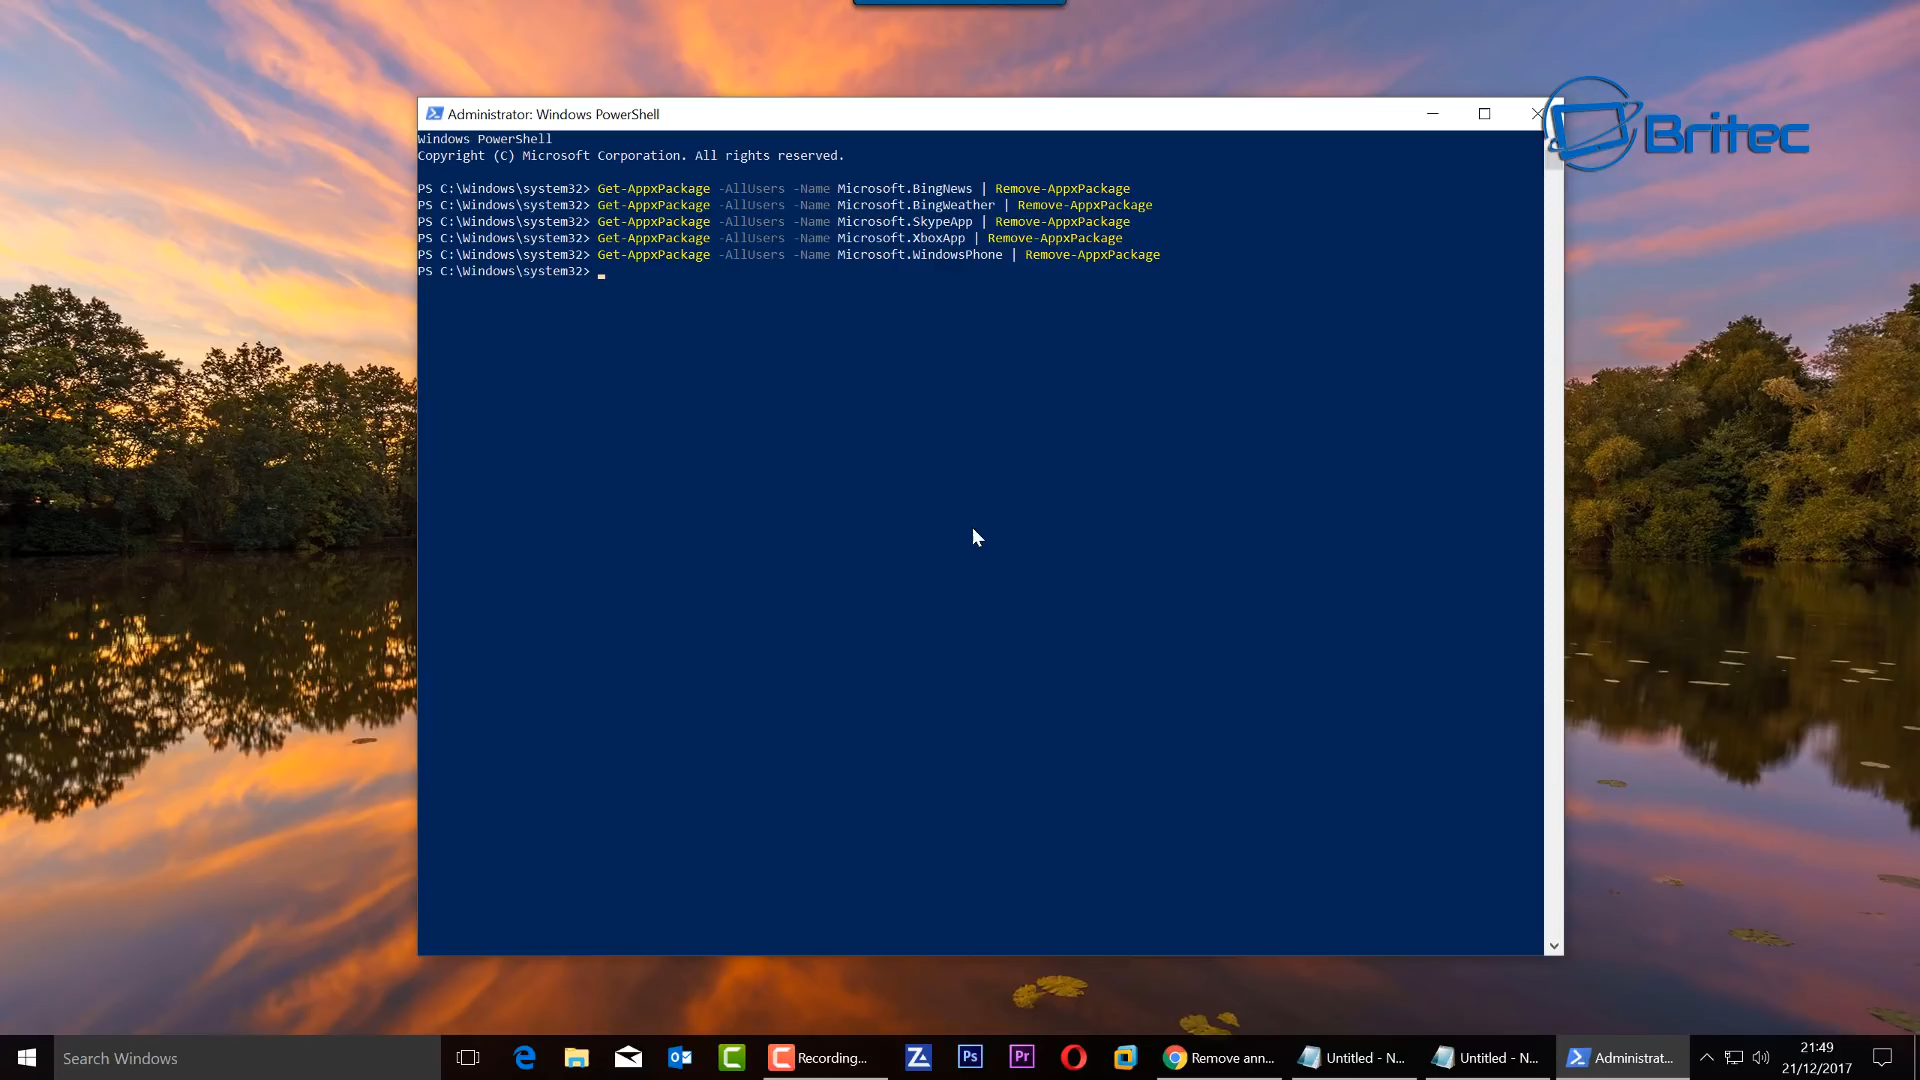 Britec
Administrator: Windows PowerShell
Windows PowerShell
Copyright (C) Microsoft Corporation. All rights reserved.
PS C:\Windows\system32> Get-AppxPackage -AllUsers -Name Microsoft.BingNews | Remove-AppxPackage
PS C:\Windows\system32> Get-AppxPackage -AllUsers -Name Microsoft.BingWeather | Remove-AppxPackage
PS C:\Windows\system32> Get-AppxPackage -AllUsers -Name Microsoft.SkypeApp | Remove-AppxPackage
PS C:\Windows\system32> Get-AppxPackage -AllUsers -Name Microsoft.XboxApp | Remove-AppxPackage
PS C:\Windows\system32> Get-AppxPackage -AllUsers -Name Microsoft.WindowsPhone | Remove-AppxPackage
PS C:\Windows\system32>
Search Windows
Recording...
Ps
Pr
Remove ann...
Untitled - N...
Untitled - N...
Administrat...
21:49
21/12/2017